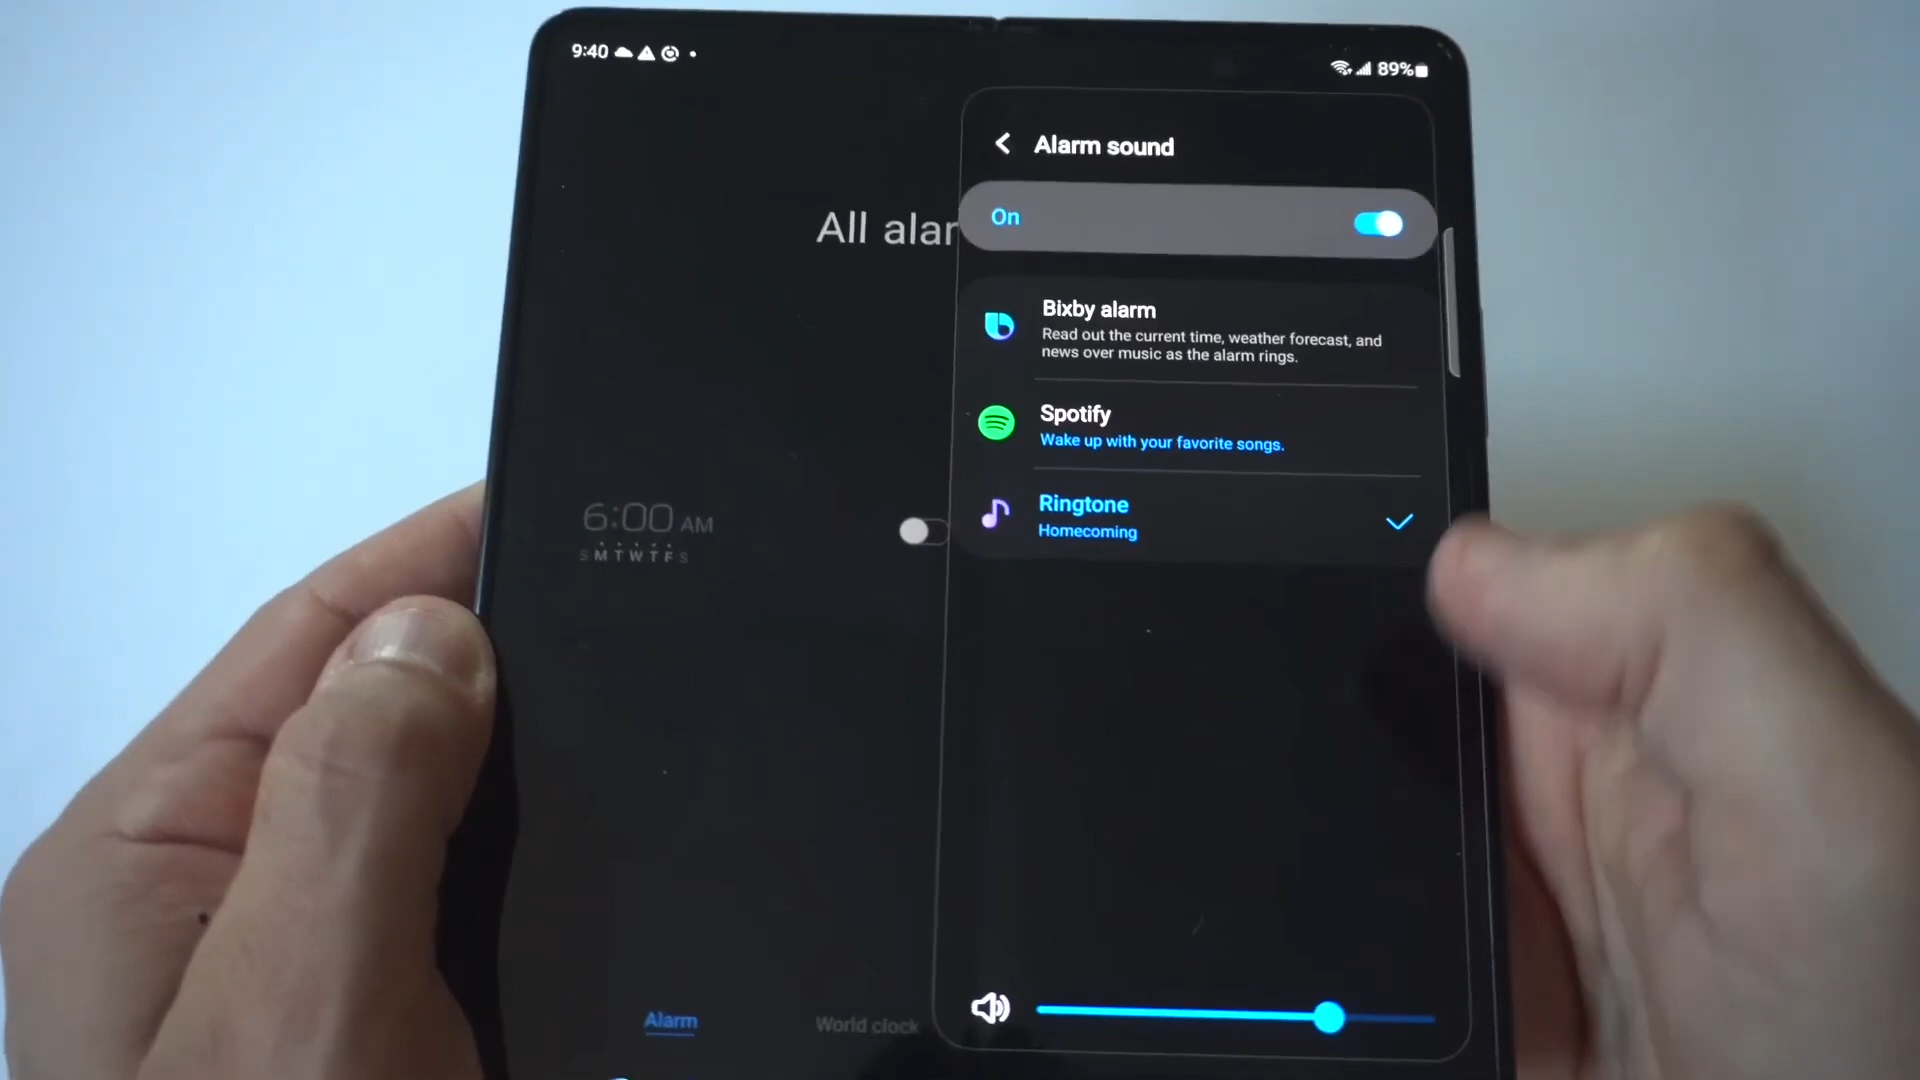 9:40
89%
All alar
Alarm sound
On
Bixby alarm
Read out the current time, weather forecast, and
news over music as the alarm rings.
Spotify
Wake up with your favorite songs.
Ringtone
Homecoming
6:00 AM
S M T W T F S
Alarm
World clock